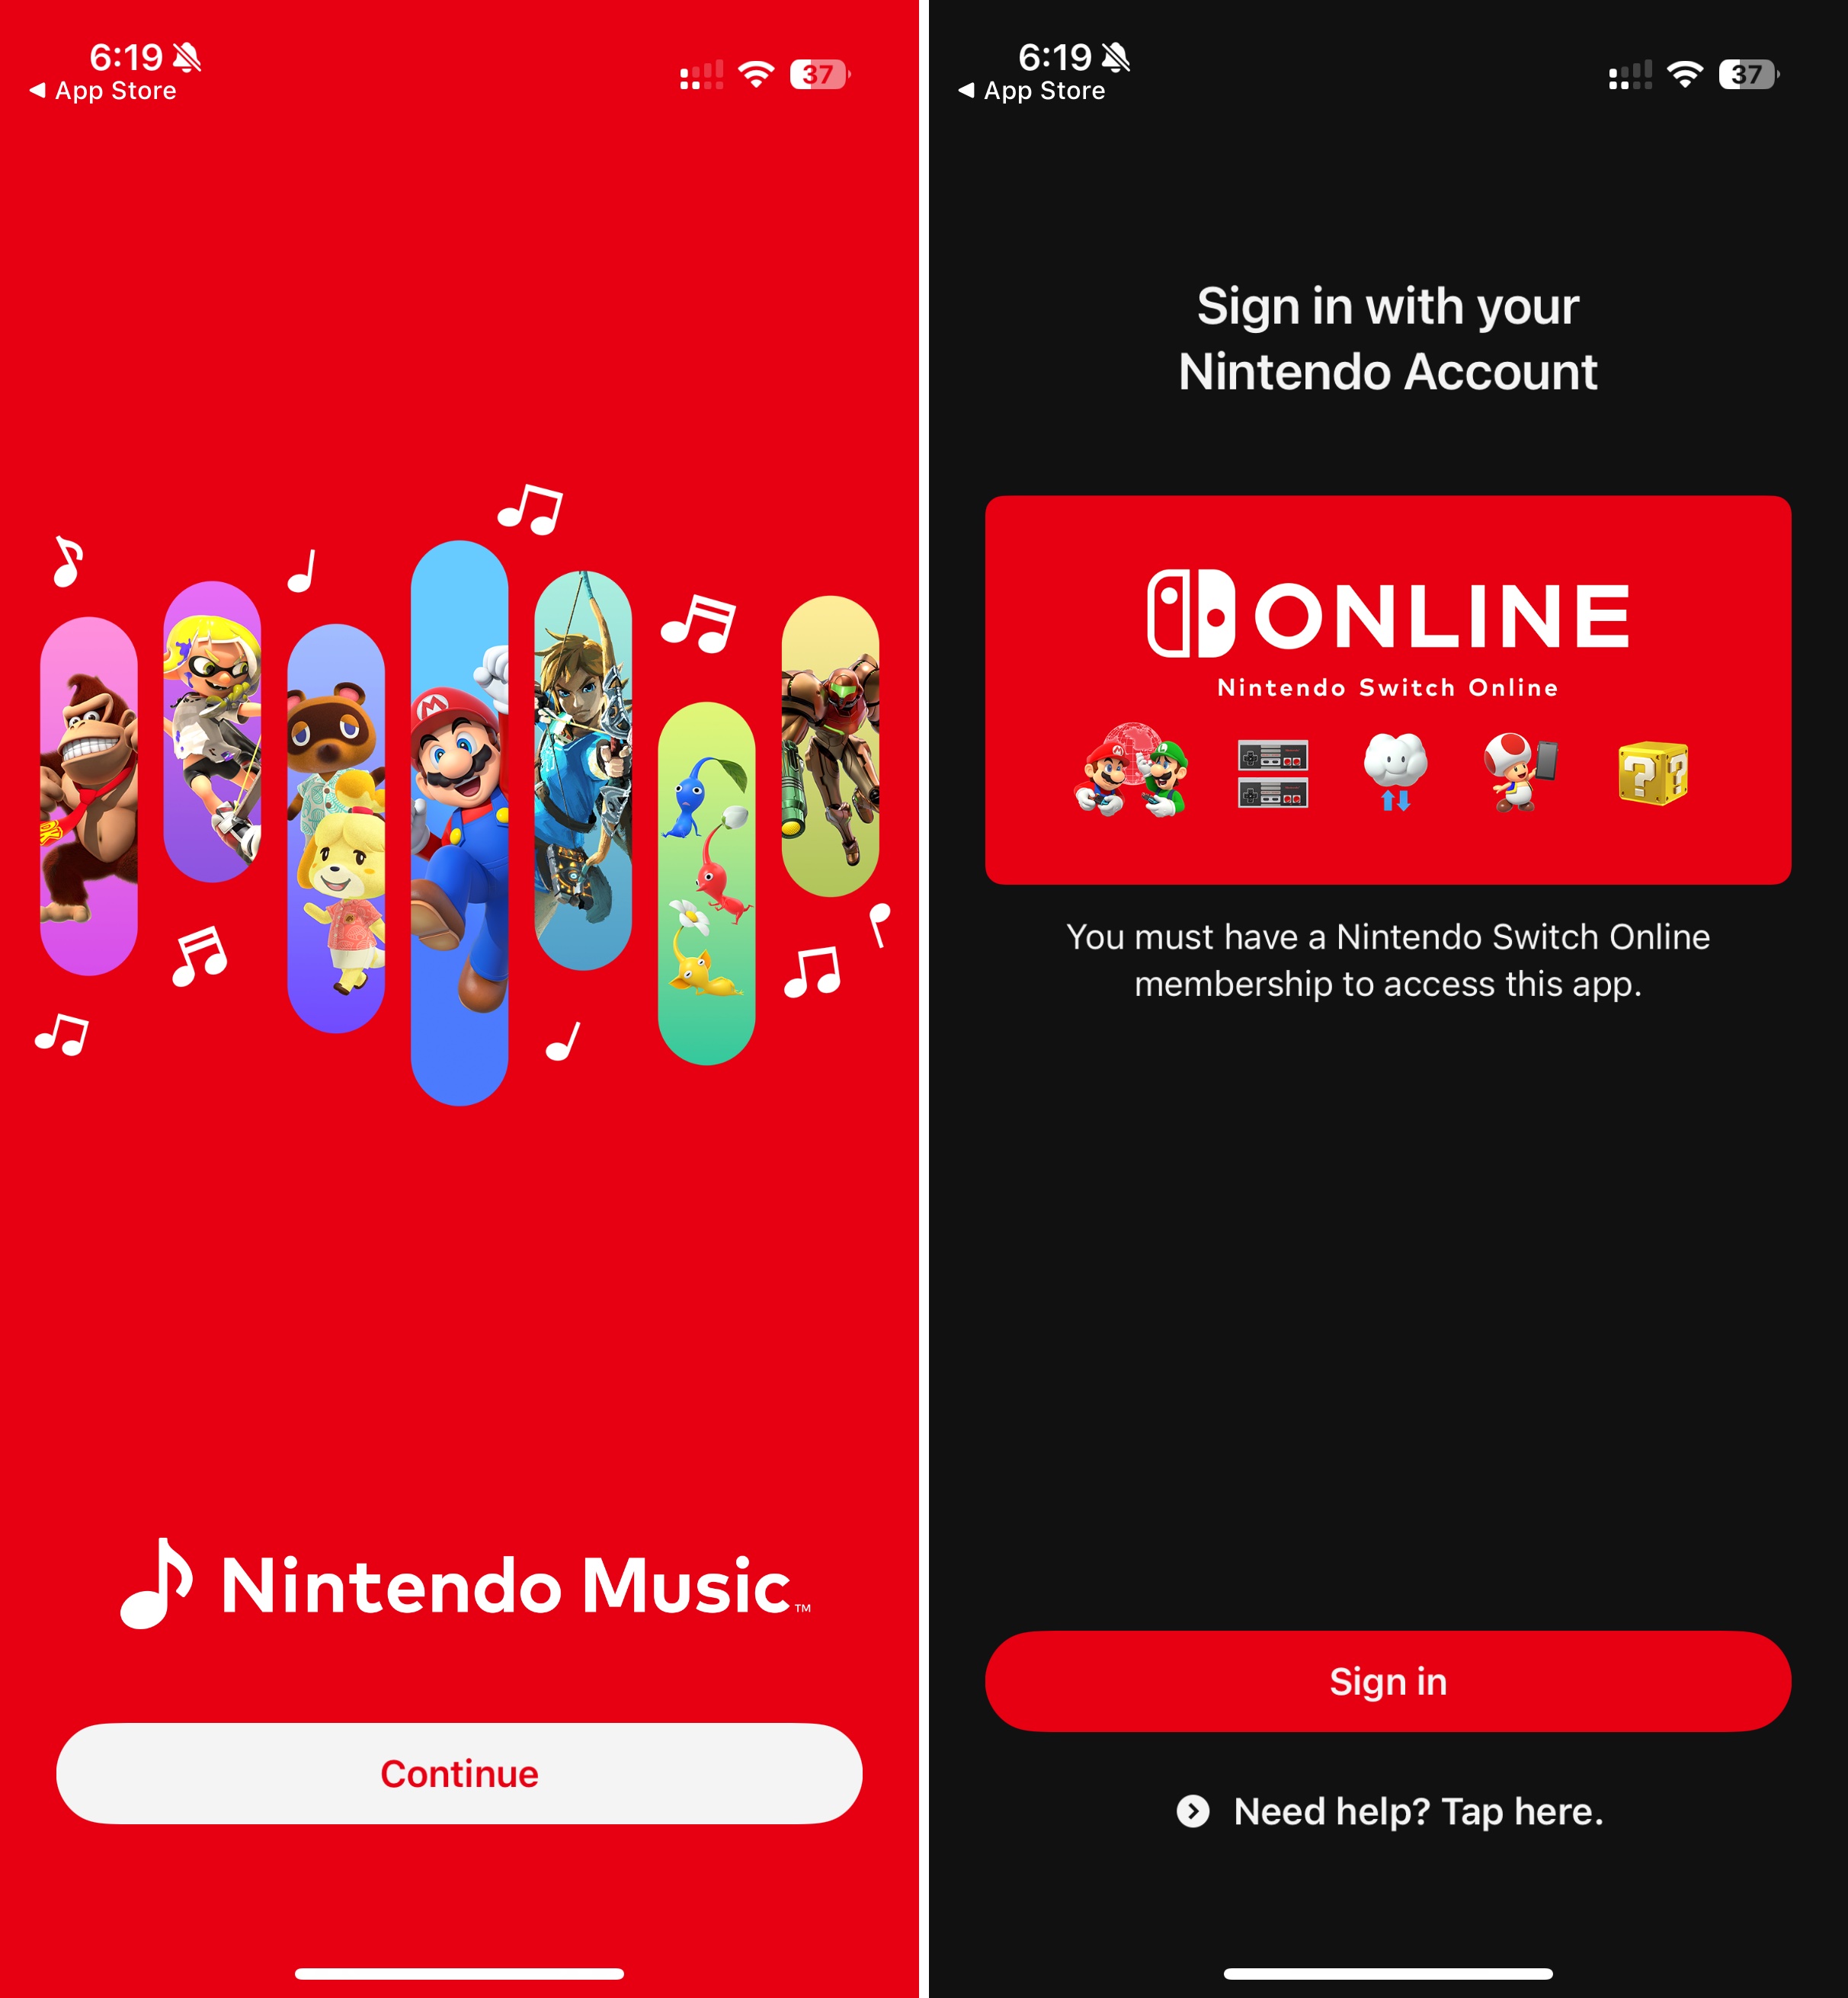 6:19
App Store
37
Nintendo Music™
Continue
6:19
App Store
37
Sign in with your
Nintendo Account
ONLINE
Nintendo Switch Online
You must have a Nintendo Switch Online
membership to access this app.
Sign in
Need help? Tap here.